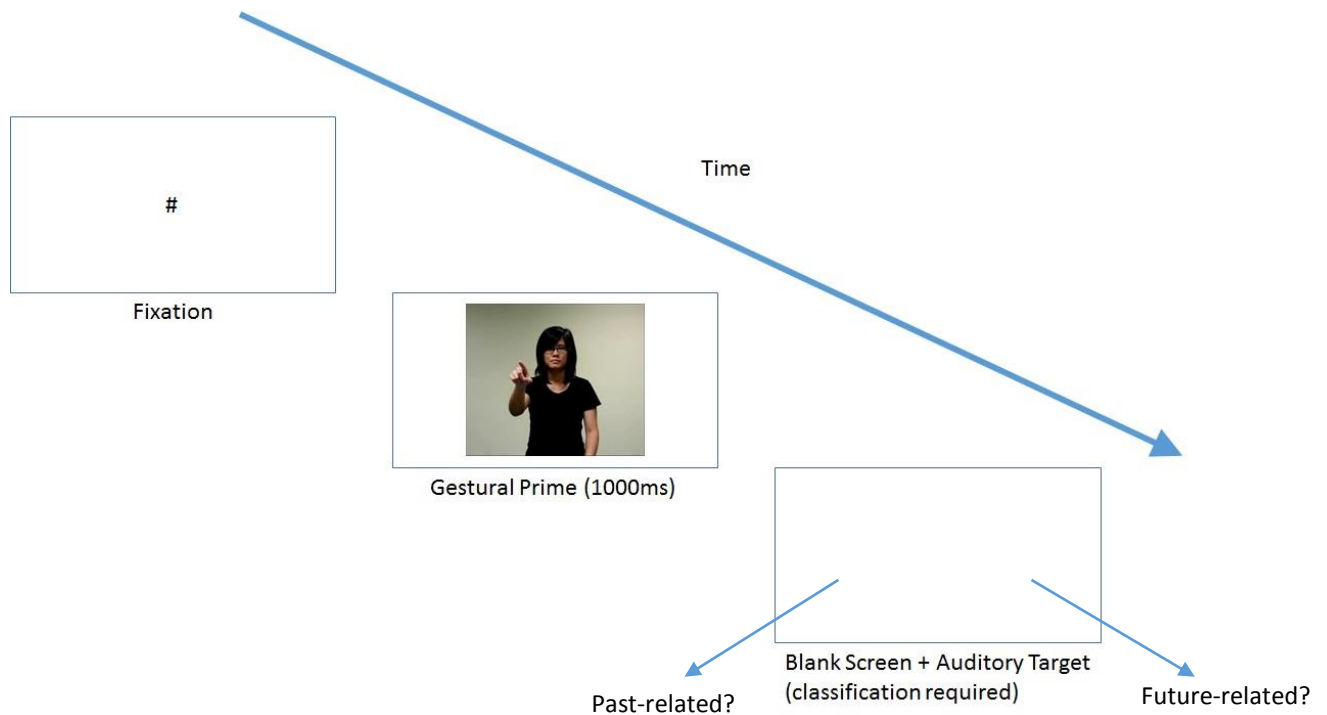 Time
#
Fixation
Gestural Prime (1000ms)
Blank Screen + Auditory Target
(classification required)
Past-related?
Future-related?